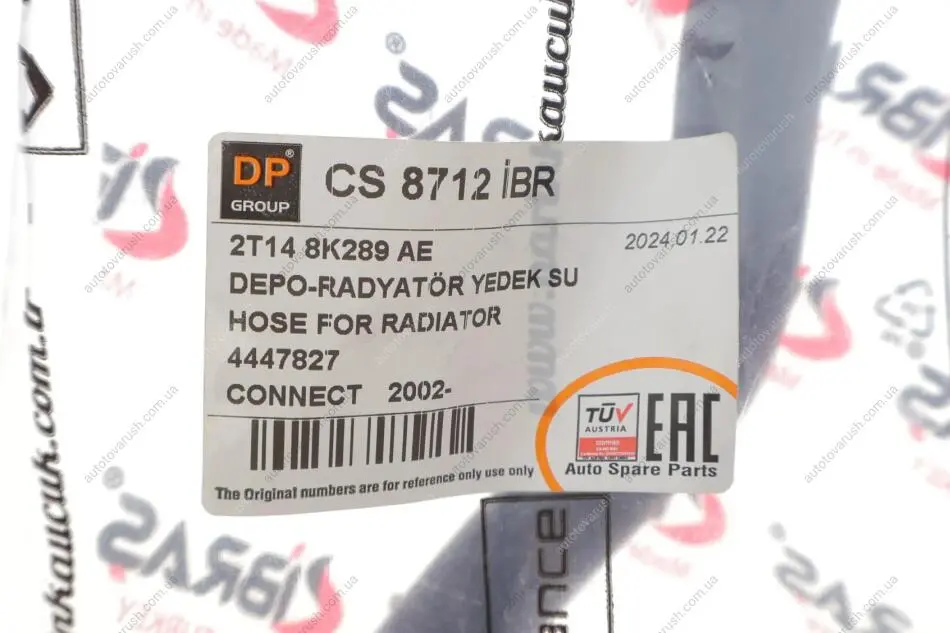 DP®
GROUP
CS 8712 İBR
2T14 8K289 AE
2024.01.22
DEPO-RADYATÖR YEDEK SU
HOSE FOR RADIATOR
4447827
CONNECT 2002-
TÜV
AUSTRIA
EAC
Auto Spare Parts
The Original numbers are for reference only use only
İBRAS
autotovarush.com.ua